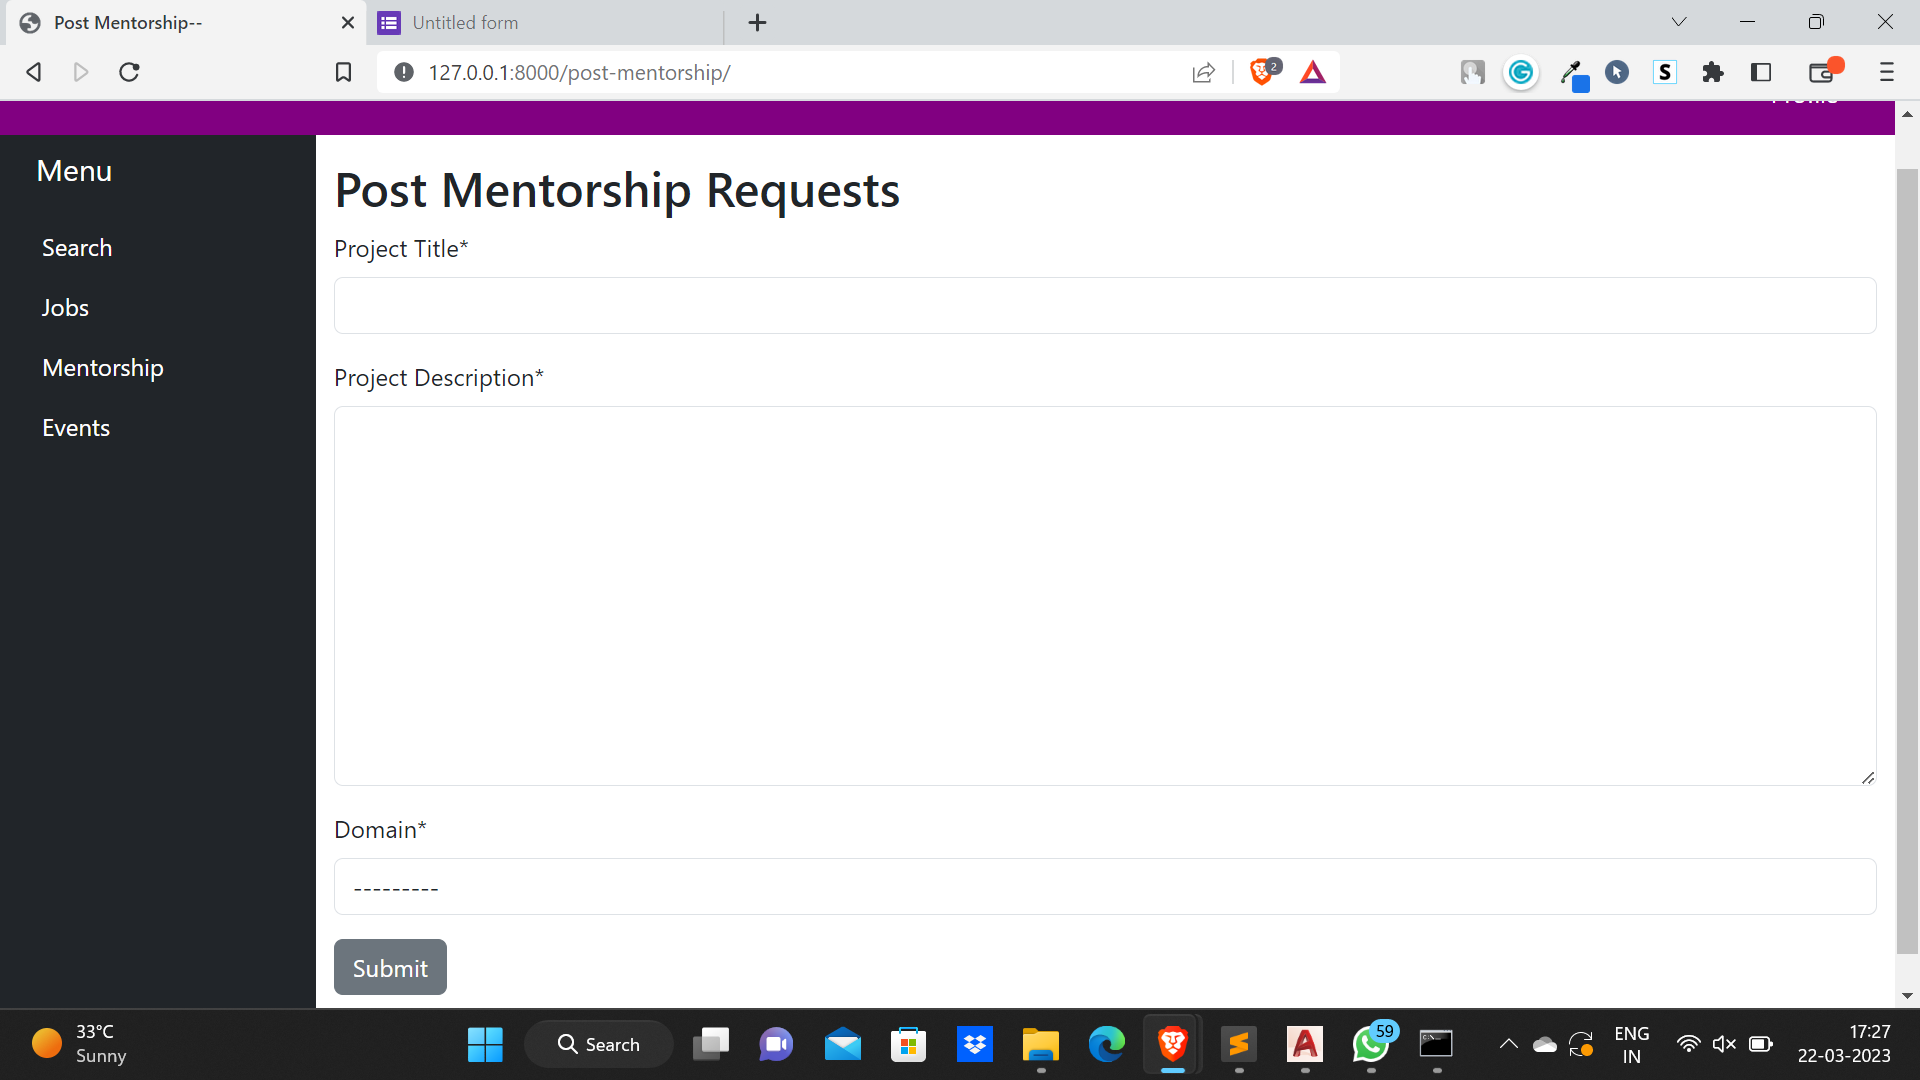 Post Mentorship--
Untitled form
127.0.0.1:8000/post-mentorship/
2
S
Menu
Search
Jobs
Mentorship
Events
Post Mentorship Requests
Project Title*
Project Description*
Domain*
---------
Submit
33°C
Sunny
Search
59
ENG
IN
17:27
22-03-2023